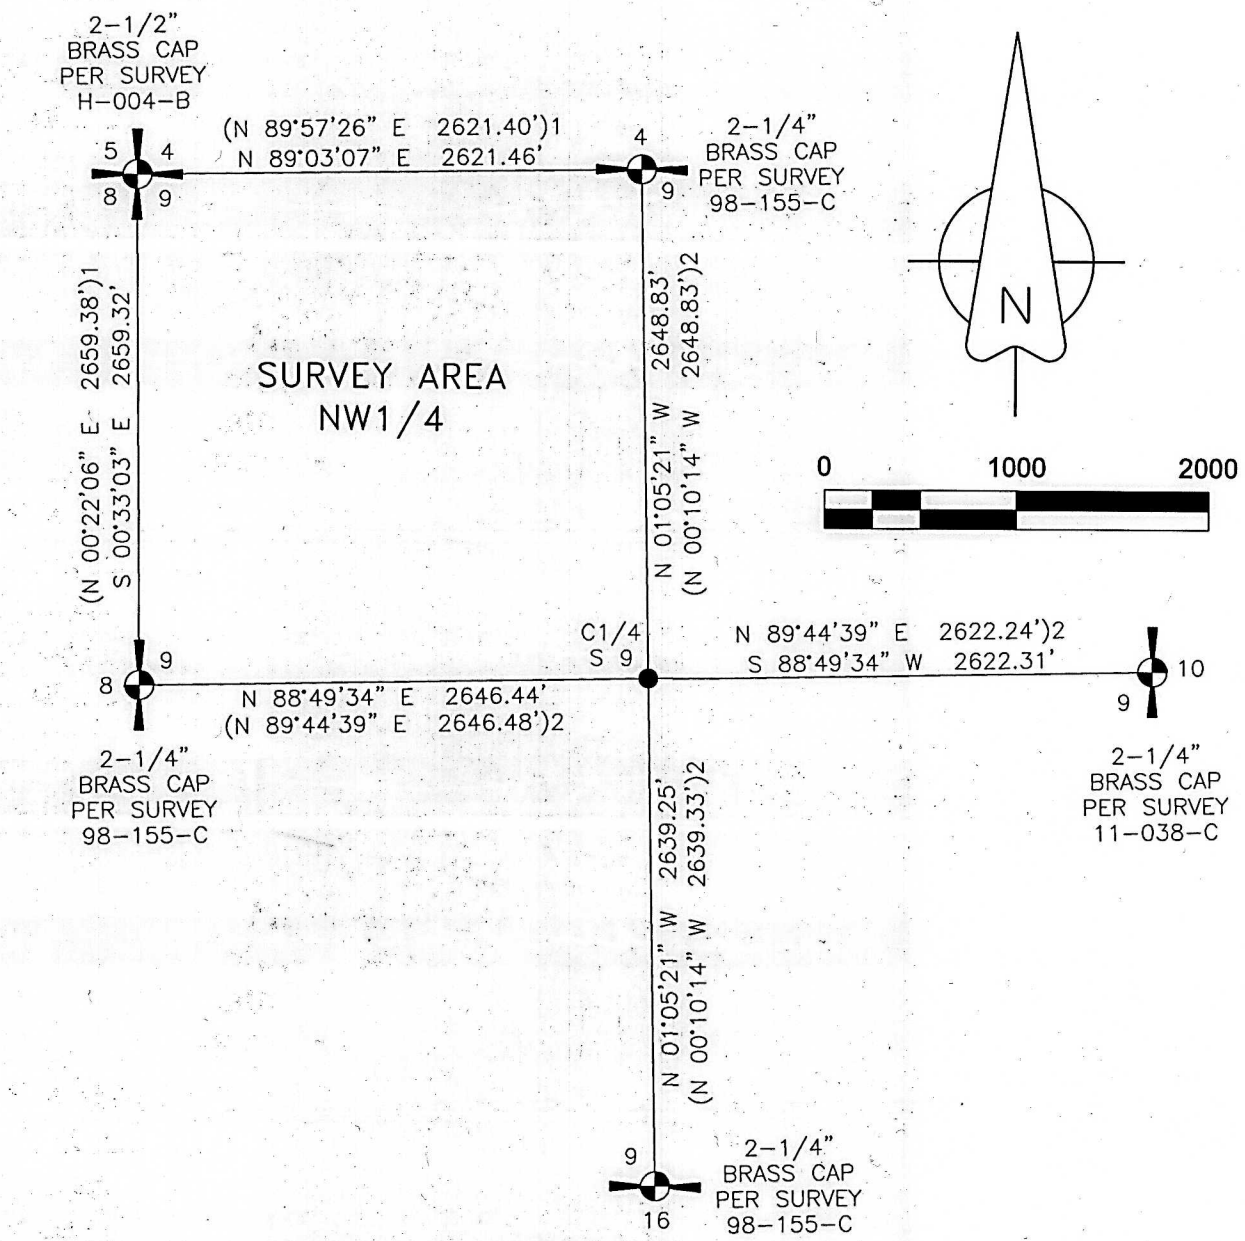 2-1/2"
BRASS CAP
PER SURVEY
H-004-B
(N 89°57'26" E 2621.40')1
N 89°03'07" E 2621.46'
5 4
8 9
4
9
2-1/4"
BRASS CAP
PER SURVEY
98-155-C
(N 00°22'06" E 2659.38')1
S 00°33'03" E 2659.32'
SURVEY AREA
NW1/4
N 01°05'21" W 2648.83'
(N 00°10'14" W 2648.83')2
N
0 1000 2000
C1/4
S 9
N 89°44'39" E 2622.24')2
S 88°49'34" W 2622.31'
9
8
N 88°49'34" E 2646.44'
(N 89°44'39" E 2646.48')2
10
9
2-1/4"
BRASS CAP
PER SURVEY
98-155-C
2-1/4"
BRASS CAP
PER SURVEY
11-038-C
N 01°05'21" W 2639.25'
(N 00°10'14" W 2639.33')2
9
16
2-1/4"
BRASS CAP
PER SURVEY
98-155-C